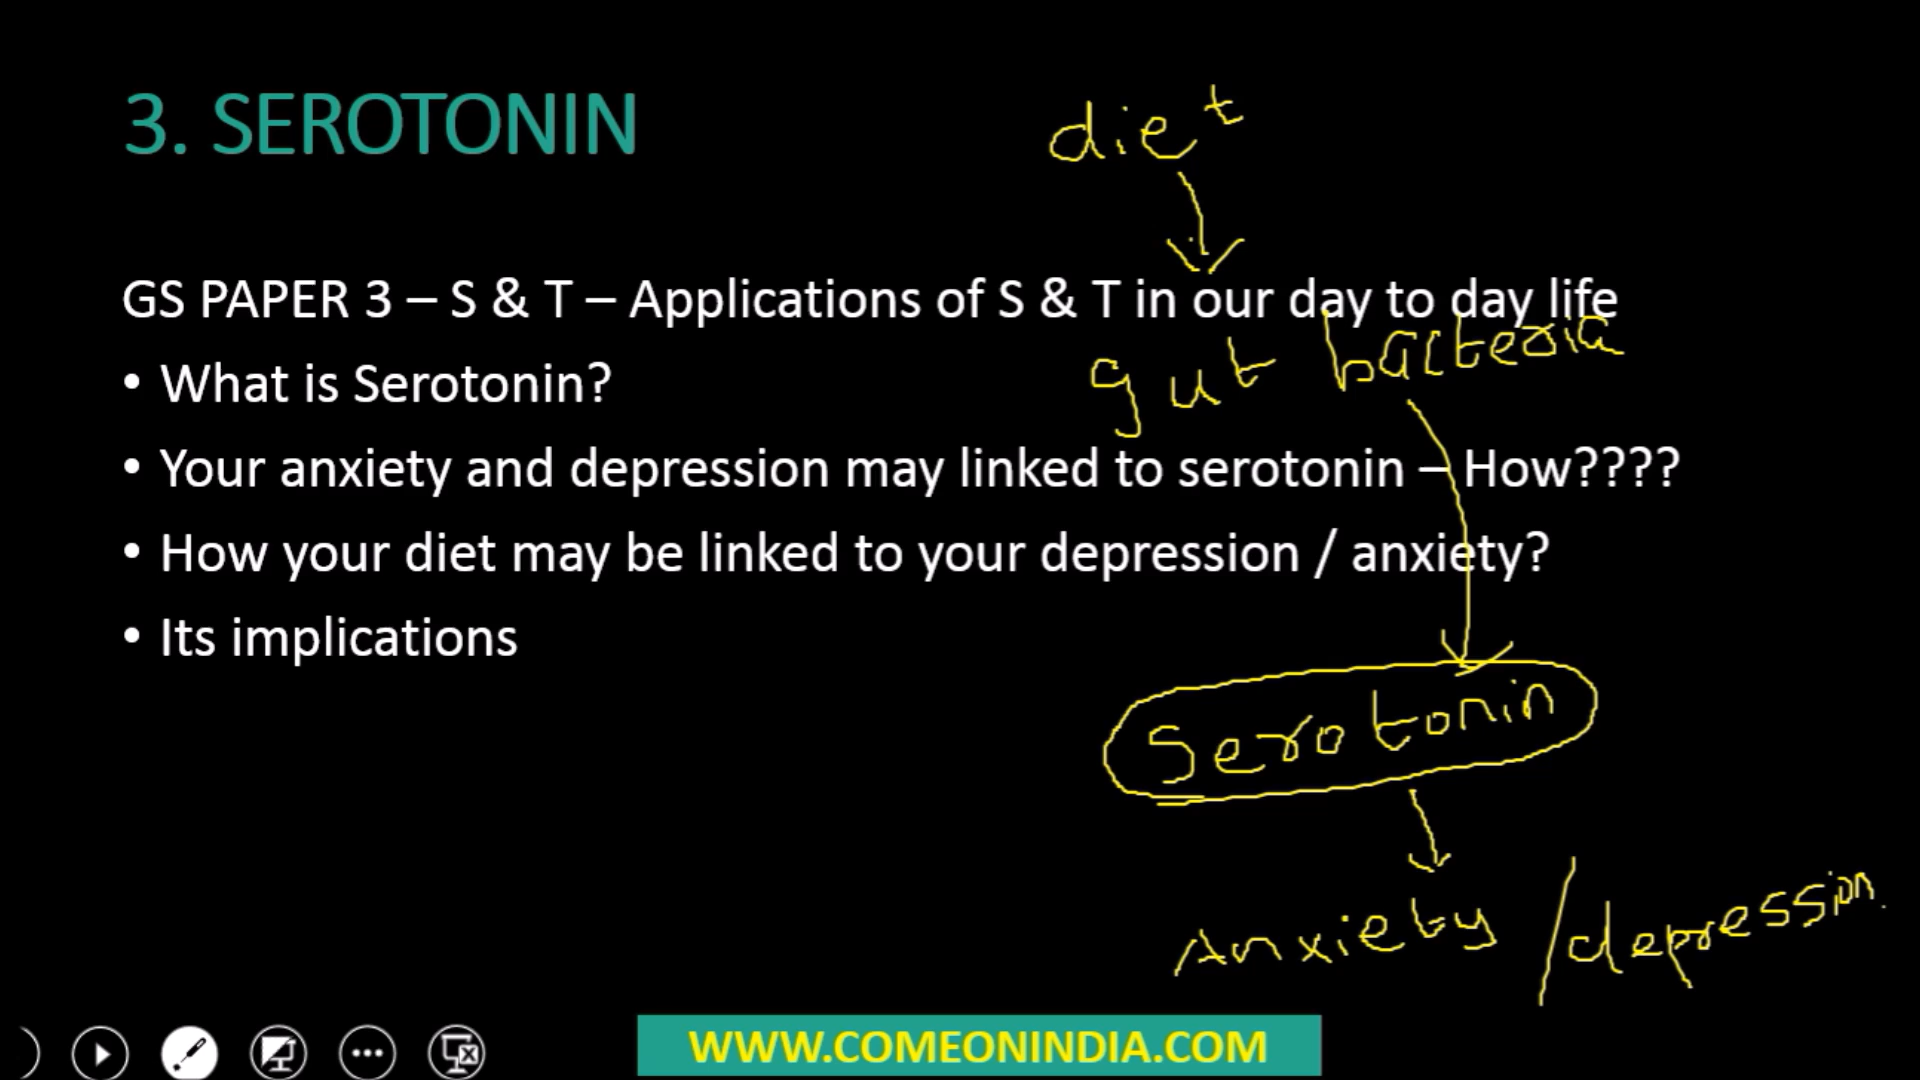 3. SEROTONIN
diet
GS PAPER 3 – S & T – Applications of S & T in our day to day life
gut bacteria
• What is Serotonin?
• Your anxiety and depression may linked to serotonin – How????
• How your diet may be linked to your depression / anxiety?
• Its implications
Serotonin
Anxiety / depression.
WWW.COMEONINDIA.COM